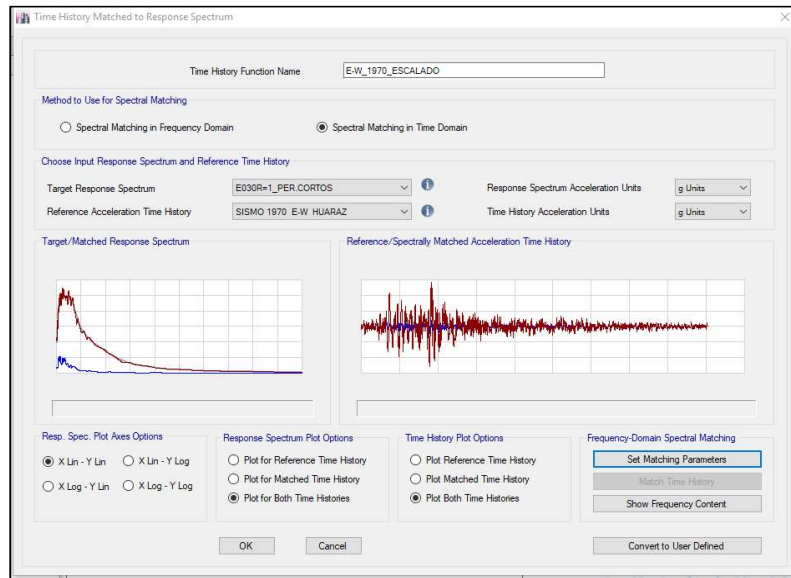 Time History Matched to Response Spectrum
Time History Function Name
E-W_1970_ESCALADO
Method to Use for Spectral Matching
Spectral Matching in Frequency Domain
Spectral Matching in Time Domain
Choose Input Response Spectrum and Reference Time History
Target Response Spectrum
E030R=1_PER.CORTOS
Response Spectrum Acceleration Units
g Units
Reference Acceleration Time History
SISMO 1970 E-W HUARAZ
Time History Acceleration Units
g Units
Target/Matched Response Spectrum
Reference/Spectrally Matched Acceleration Time History
Resp. Spec. Plot Axes Options
X Lin - Y Lin
X Lin - Y Log
X Log - Y Lin
X Log - Y Log
Response Spectrum Plot Options
Plot for Reference Time History
Plot for Matched Time History
Plot for Both Time Histories
Time History Plot Options
Plot Reference Time History
Plot Matched Time History
Plot Both Time Histories
Frequency-Domain Spectral Matching
Set Matching Parameters
Match Time History
Show Frequency Content
OK
Cancel
Convert to User Defined